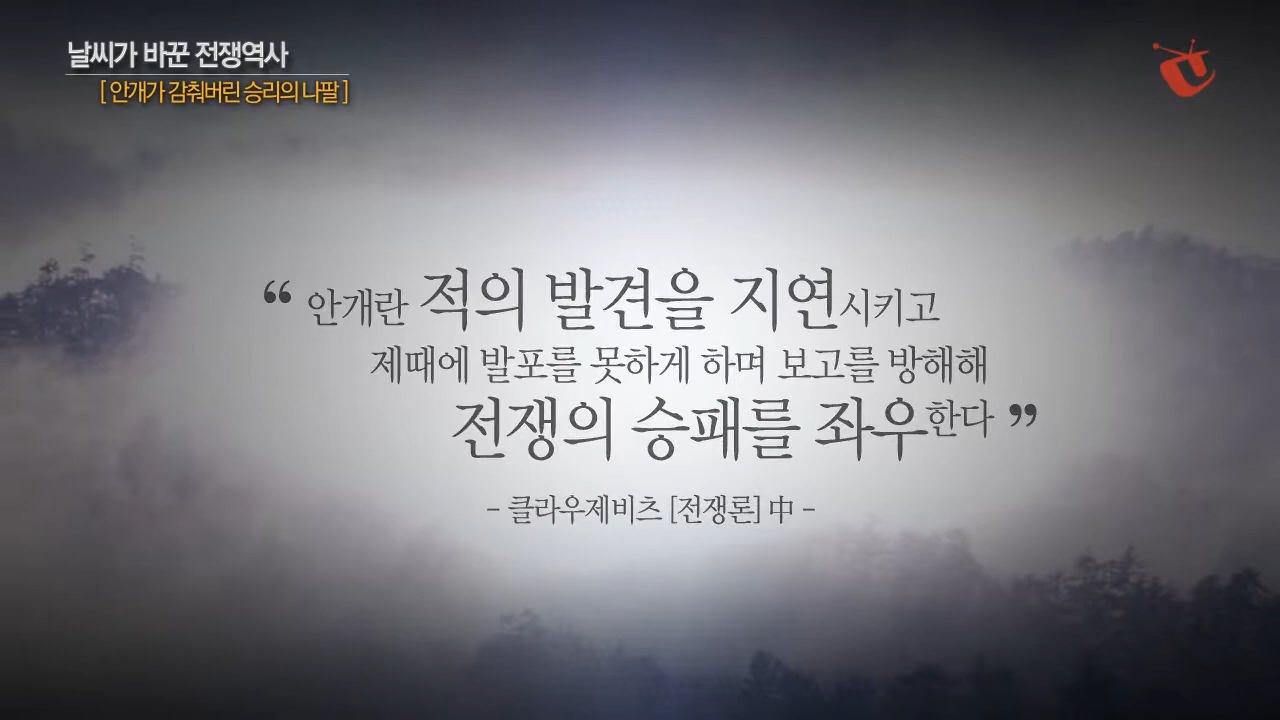 날씨가 바꾼 전쟁역사
[ 안개가 감춰버린 승리의 나팔 ]
“ 안개란 적의 발견을 지연시키고
제때에 발포를 못하게 하며 보고를 방해해
전쟁의 승패를 좌우한다 ”
- 클라우제비츠 [전쟁론] 中 -